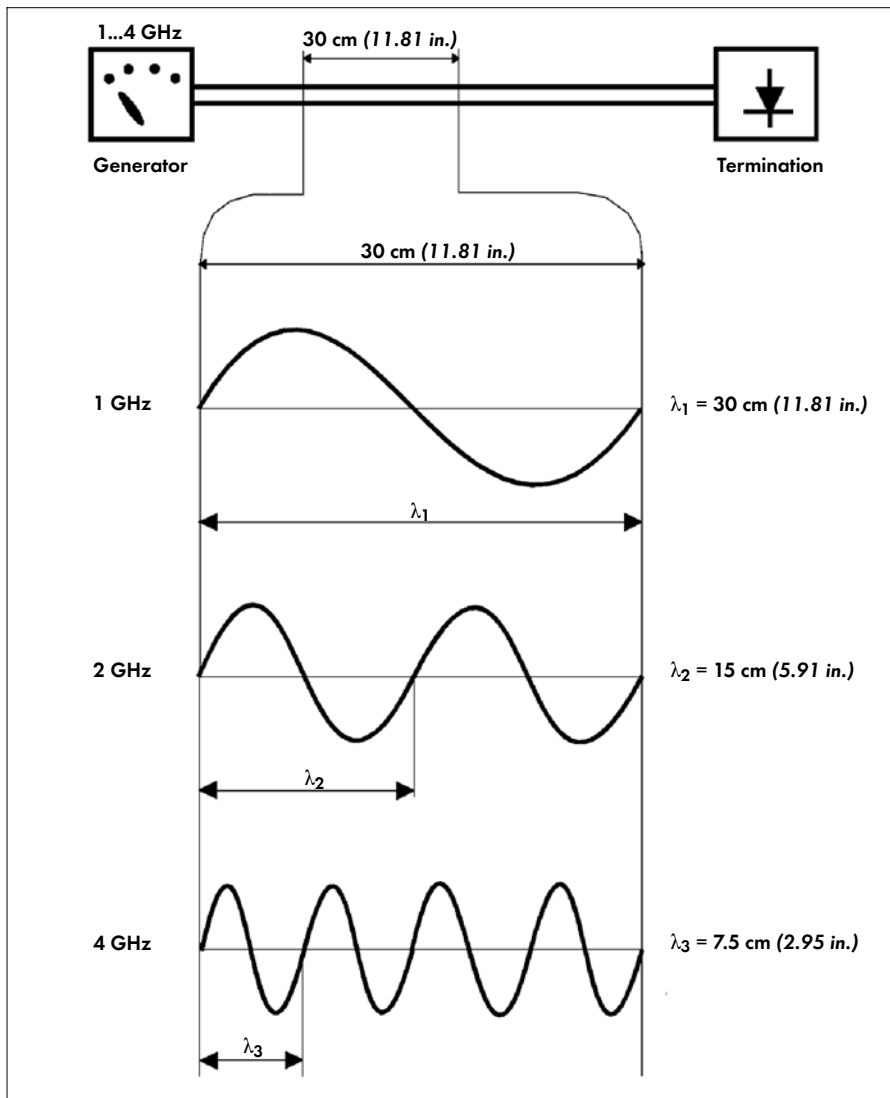 1...4 GHz
30 cm (11.81 in.)
Generator
Termination
30 cm (11.81 in.)
1 GHz
λ1 = 30 cm (11.81 in.)
λ1
2 GHz
λ2 = 15 cm (5.91 in.)
λ2
4 GHz
λ3 = 7.5 cm (2.95 in.)
λ3